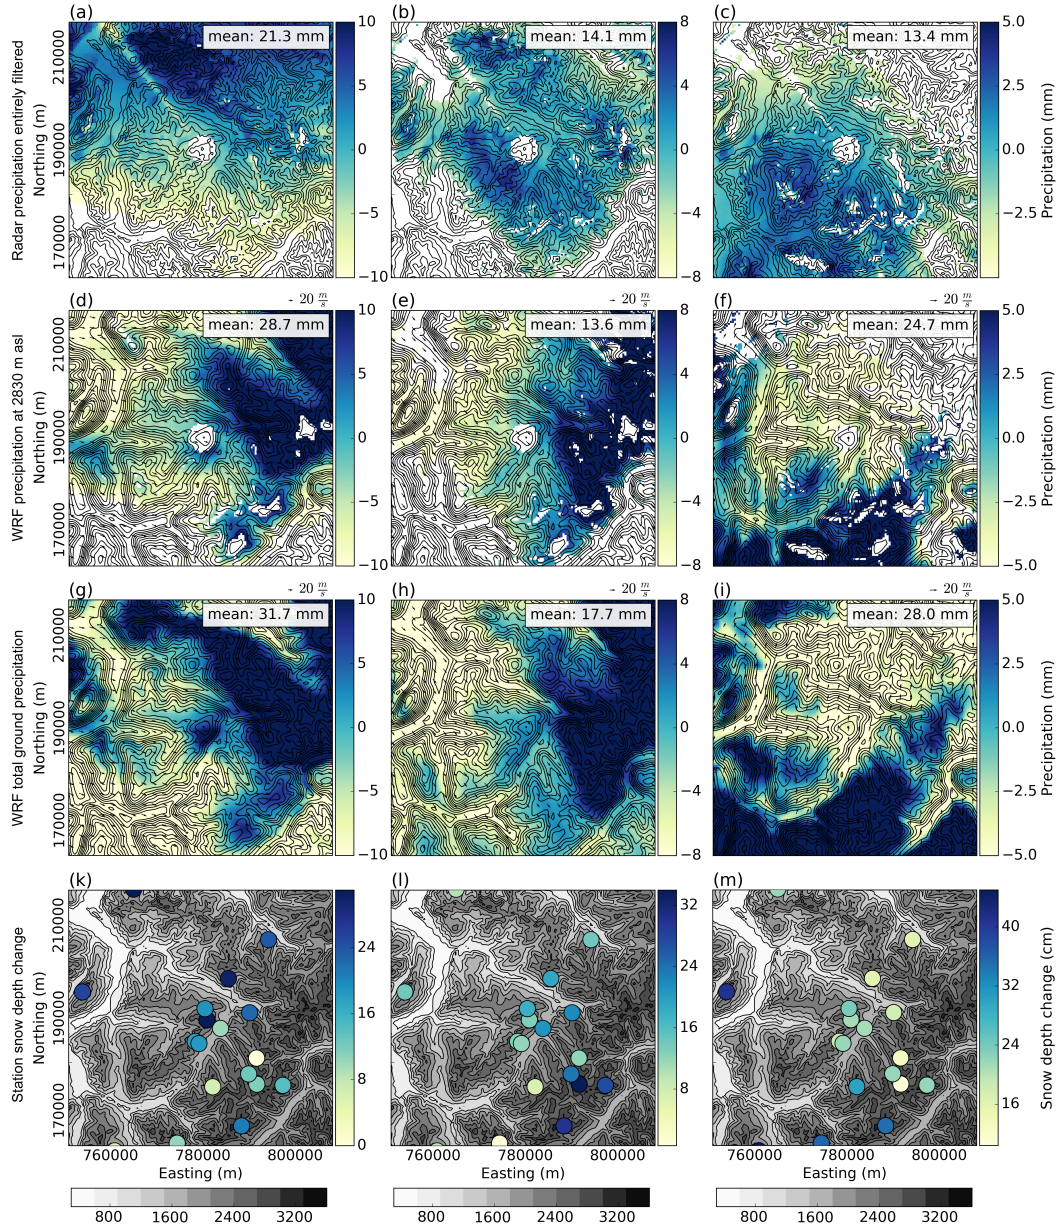 (a)
(b)
(c)
mean: 21.3 mm
mean: 14.1 mm
mean: 13.4 mm
Radar precipitation entirely filtered
Northing (m)
210000
190000
170000
10
5
0
−5
−10
8
4
0
−4
−8
5.0
2.5
0.0
−2.5
Precipitation (mm)
(d)
(e)
(f)
20 m/s
20 m/s
20 m/s
mean: 28.7 mm
mean: 13.6 mm
mean: 24.7 mm
WRF precipitation at 2830 m asl
Northing (m)
210000
190000
170000
10
5
0
−5
−10
8
4
0
−4
−8
5.0
2.5
0.0
−2.5
−5.0
Precipitation (mm)
(g)
(h)
(i)
20 m/s
20 m/s
20 m/s
mean: 31.7 mm
mean: 17.7 mm
mean: 28.0 mm
WRF total ground precipitation
Northing (m)
210000
190000
170000
10
5
0
−5
−10
8
4
0
−4
−8
5.0
2.5
0.0
−2.5
−5.0
Precipitation (mm)
(k)
(l)
(m)
Station snow depth change
Northing (m)
210000
190000
170000
24
16
8
0
32
24
16
8
40
32
24
16
Snow depth change (cm)
760000 780000 800000
760000 780000 800000
760000 780000 800000
Easting (m)
Easting (m)
Easting (m)
800 1600 2400 3200
800 1600 2400 3200
800 1600 2400 3200